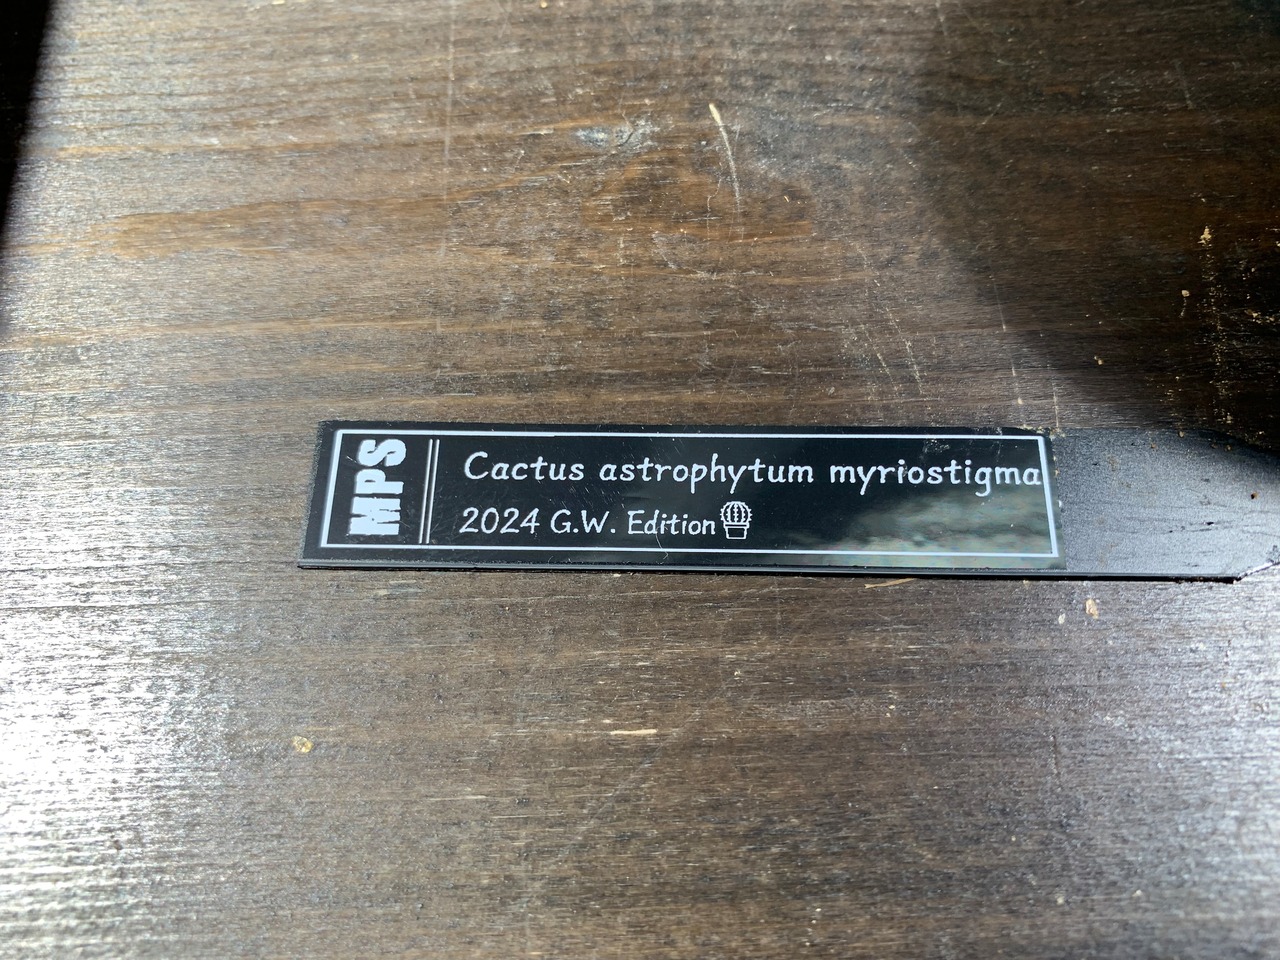 MPS
Cactus astrophytum myriostigma
2024 G.W. Edition